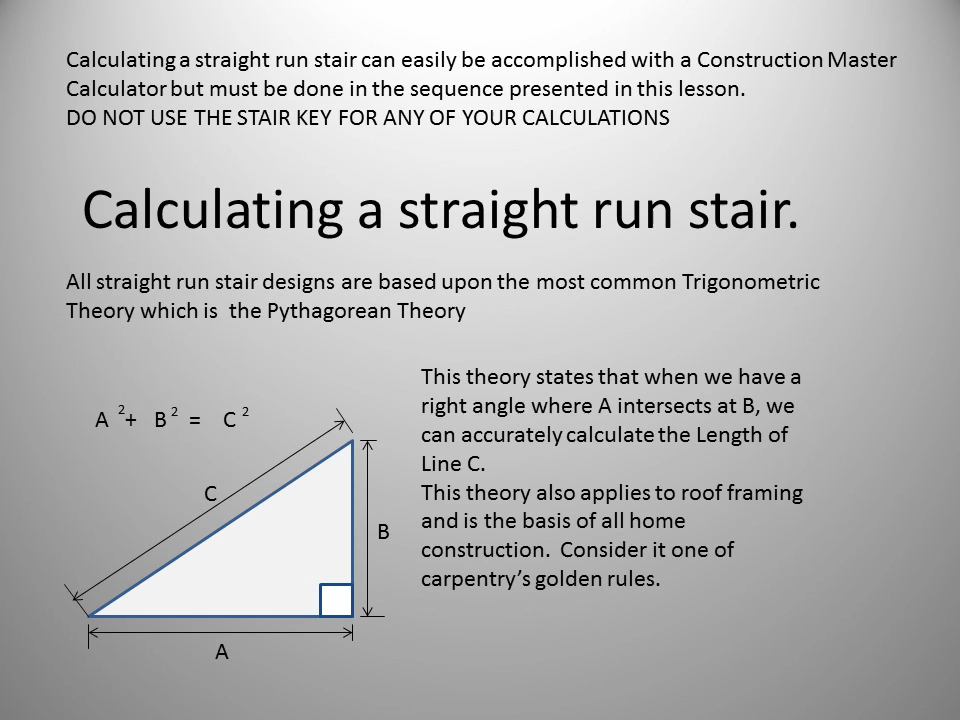 Calculating a straight run stair can easily be accomplished with a Construction Master
Calculator but must be done in the sequence presented in this lesson.
DO NOT USE THE STAIR KEY FOR ANY OF YOUR CALCULATIONS
Calculating a straight run stair.
All straight run stair designs are based upon the most common Trigonometric
Theory which is  the Pythagorean Theory
A ²+ B ² = C ²
C
B
A
This theory states that when we have a
right angle where A intersects at B, we
can accurately calculate the Length of
Line C.
This theory also applies to roof framing
and is the basis of all home
construction.  Consider it one of
carpentry’s golden rules.